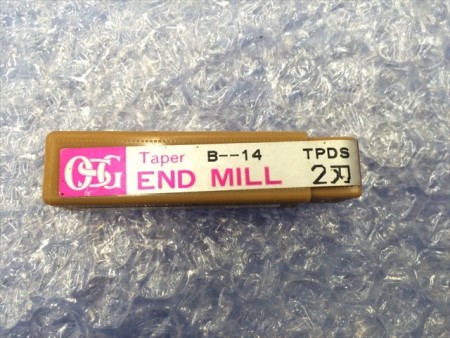 OSG Taper B--14 TPDS
END MILL 2刃